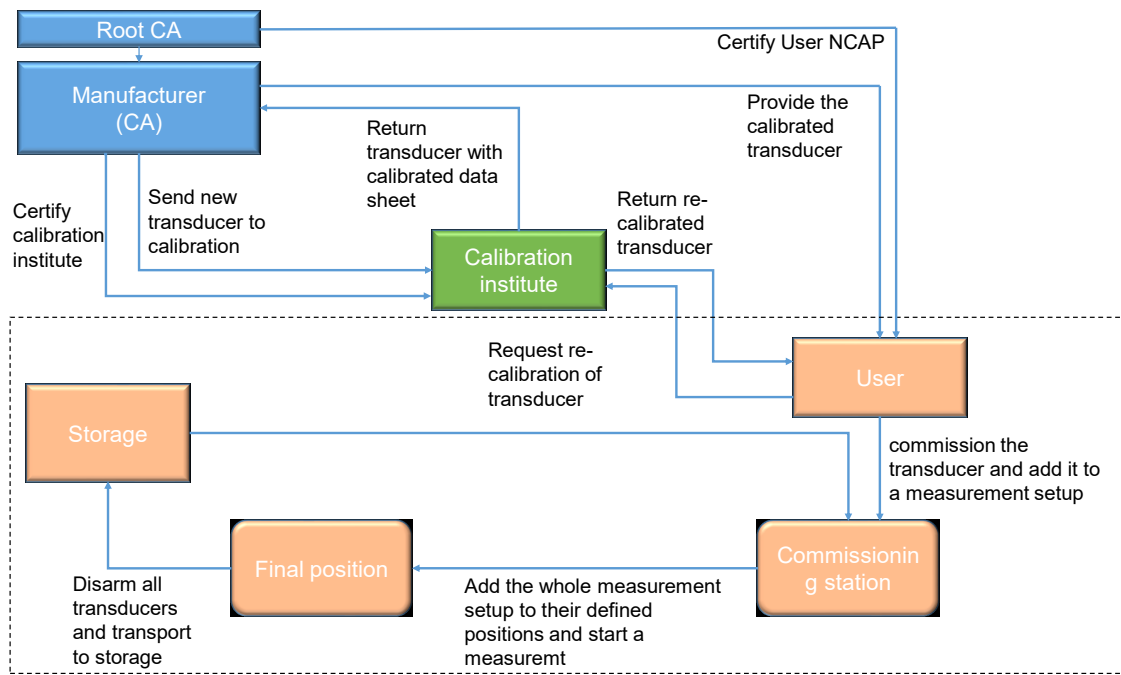 Root CA
Certify User NCAP
Manufacturer
(CA)
Provide the
calibrated
transducer
Return
transducer with
calibrated data
sheet
Certify
calibration
institute
Send new
transducer to
calibration
Return re-
calibrated
transducer
Calibration
institute
Request re-
calibration of
transducer
User
Storage
commission the
transducer and add it to
a measurement setup
Final position
Commissionin
g station
Disarm all
transducers
and transport
to storage
Add the whole measurement
setup to their defined
positions and start a
measuremt